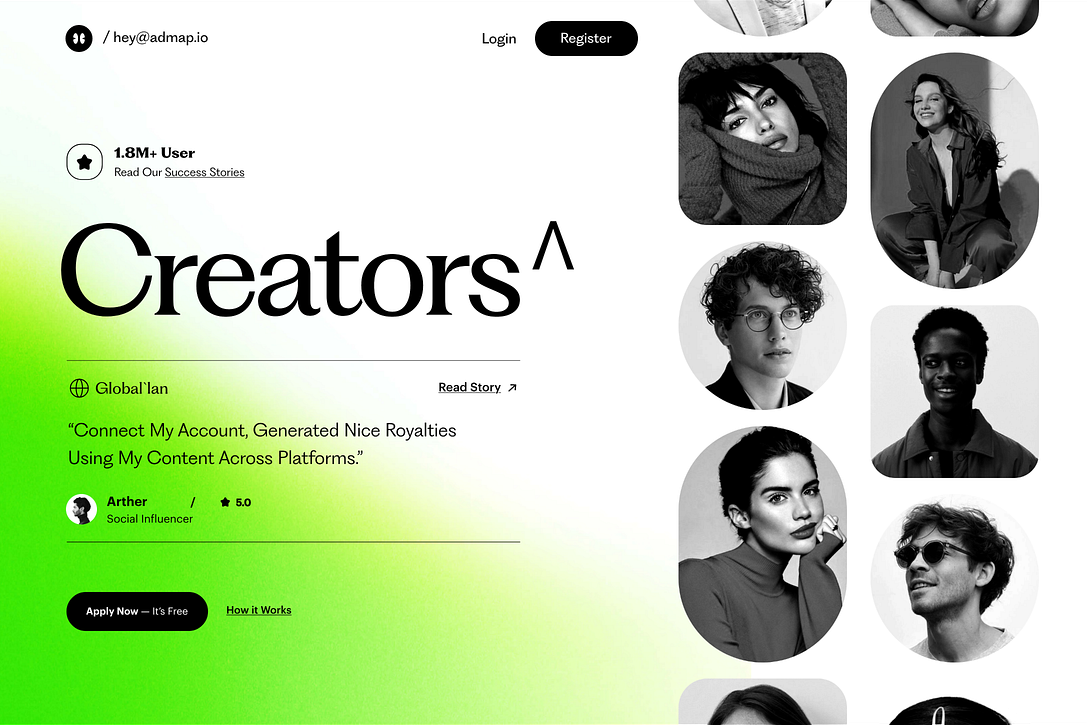 / hey@admap.io
Login
Register
1.8M+ User
Read Our Success Stories
Creators^
Global`lan
Read Story ↗
“Connect My Account, Generated Nice Royalties
Using My Content Across Platforms.”
Arther / ★ 5.0
Social Influencer
Apply Now — It’s Free
How it Works